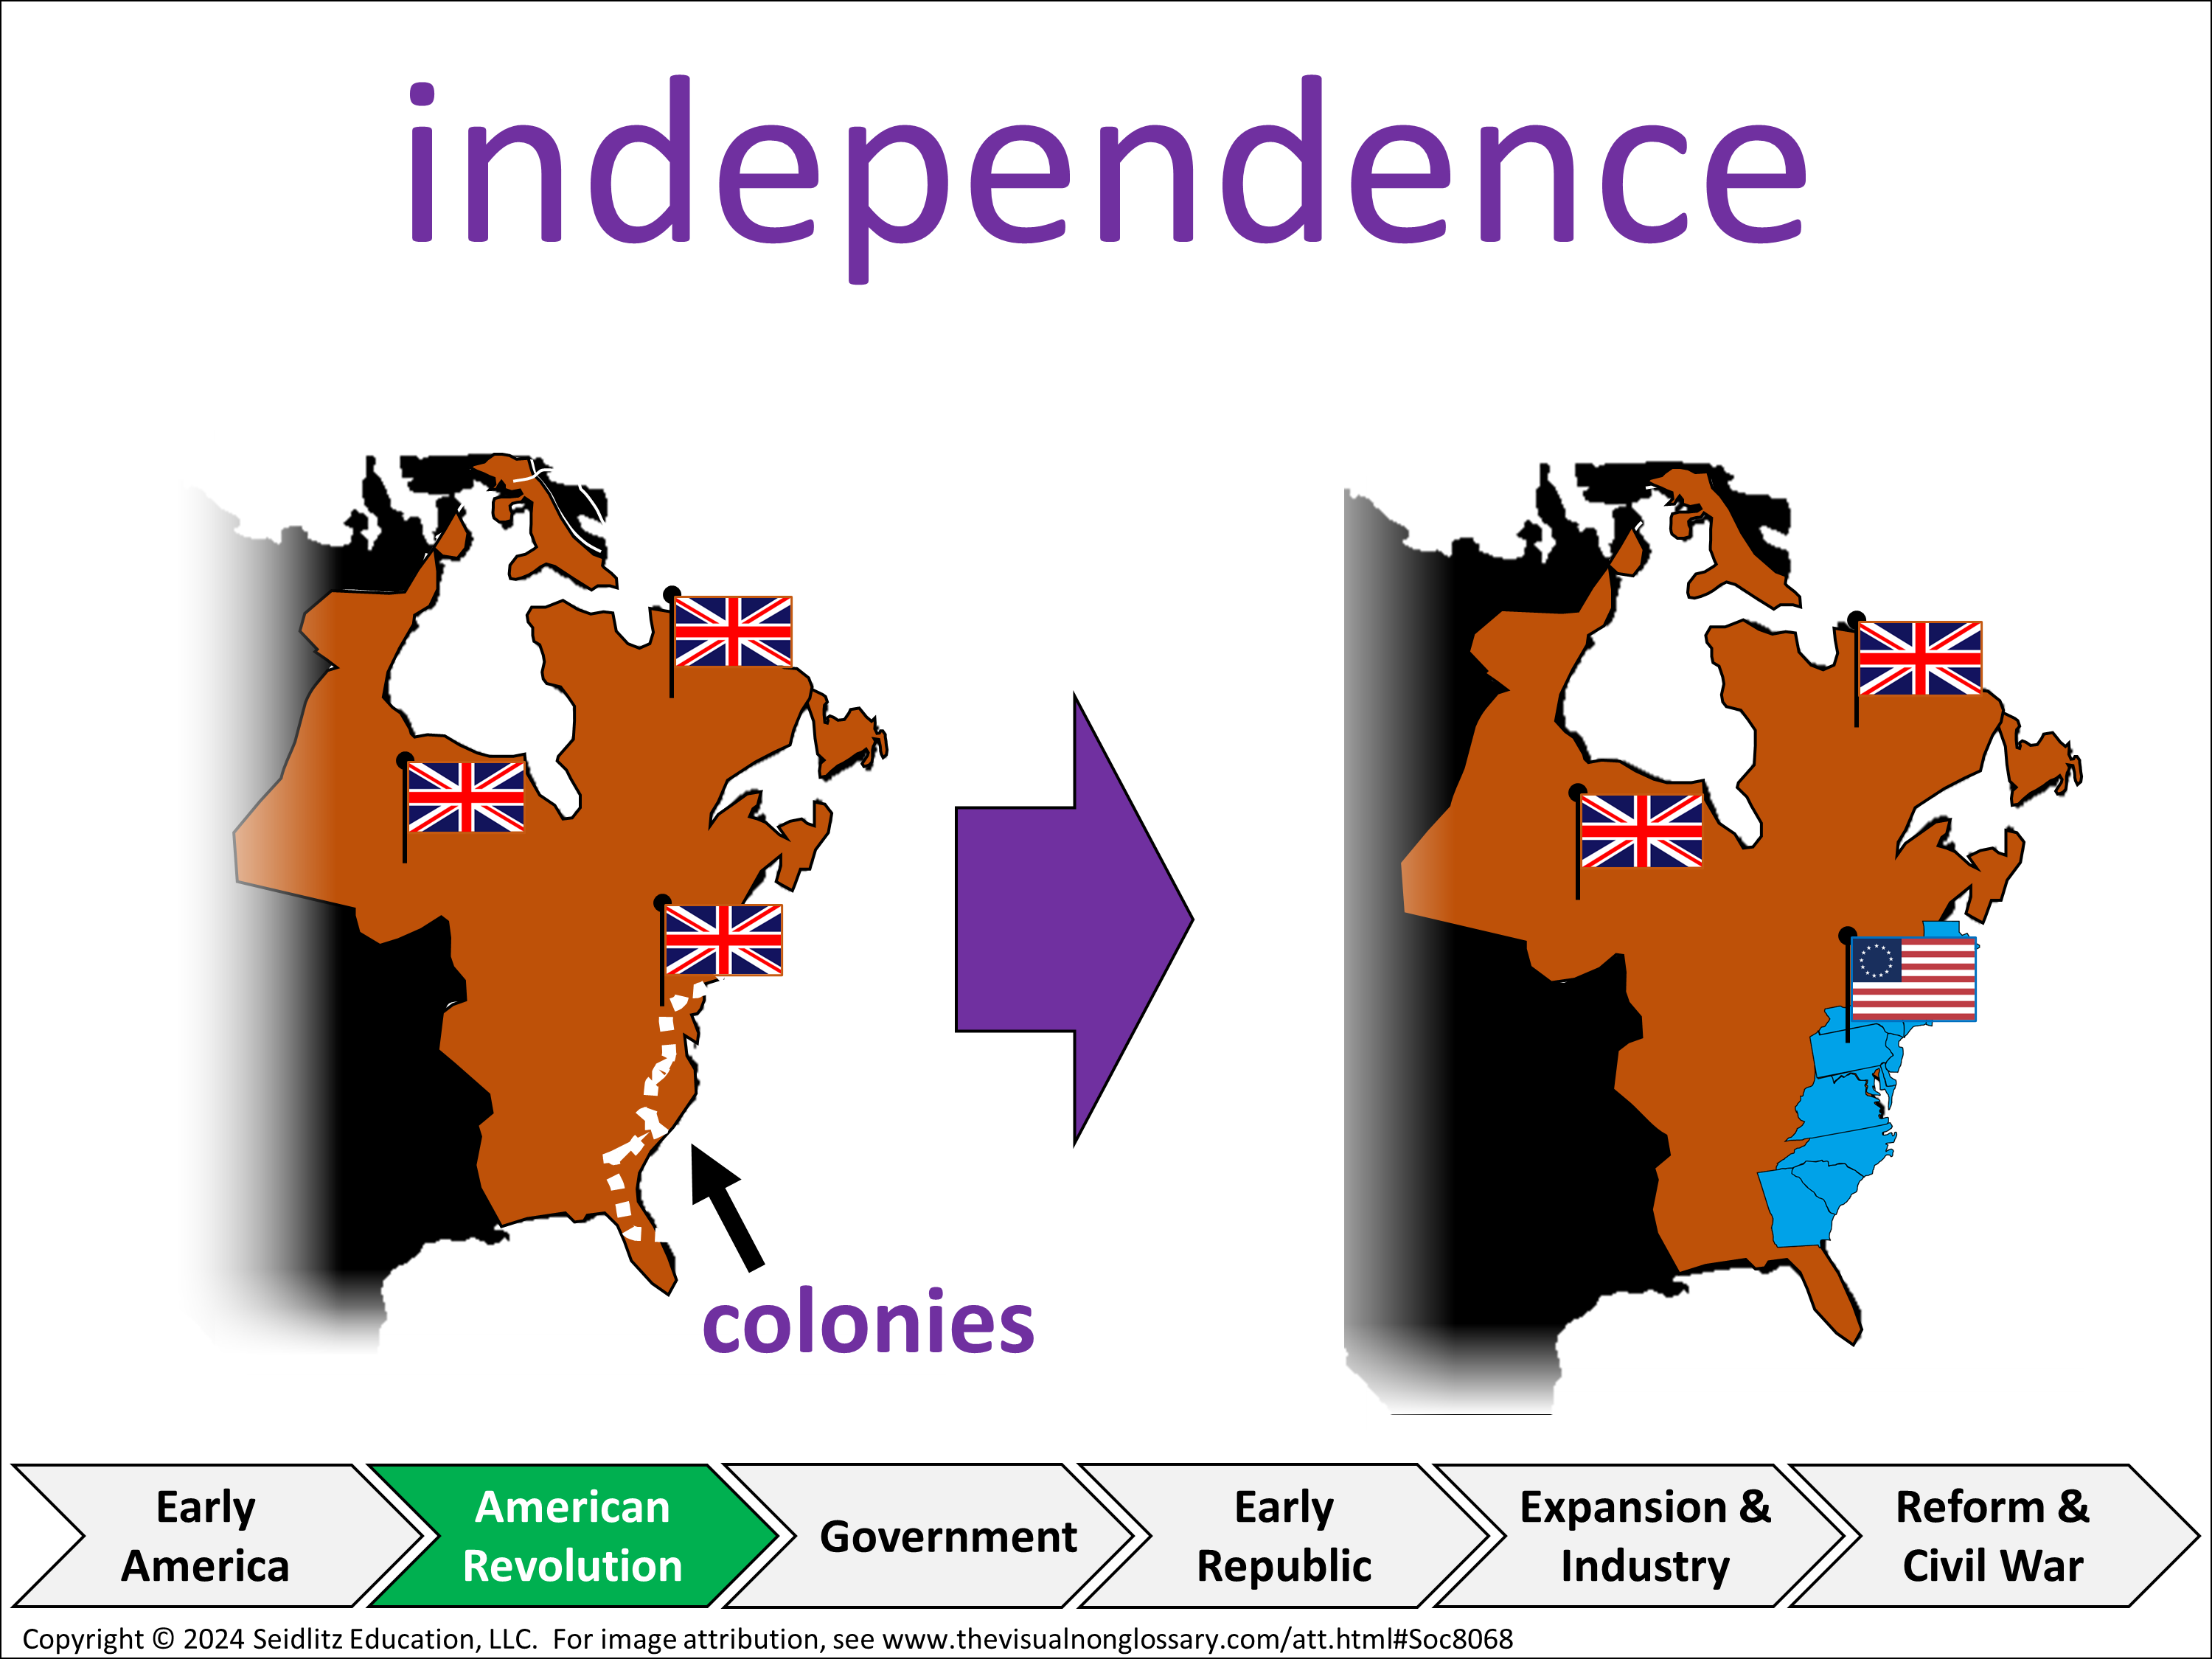 independence
colonies
Early
America
American
Revolution
Government
Early
Republic
Expansion &
Industry
Reform &
Civil War
Copyright © 2024 Seidlitz Education, LLC.  For image attribution, see www.thevisualnonglossary.com/att.html#Soc8068